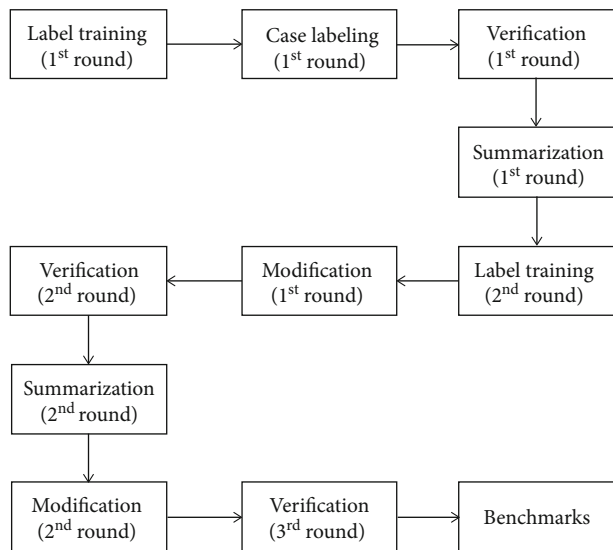 Label training
(1st round)
Case labeling
(1st round)
Verification
(1st round)
Summarization
(1st round)
Label training
(2nd round)
Modification
(1st round)
Verification
(2nd round)
Summarization
(2nd round)
Modification
(2nd round)
Verification
(3rd round)
Benchmarks